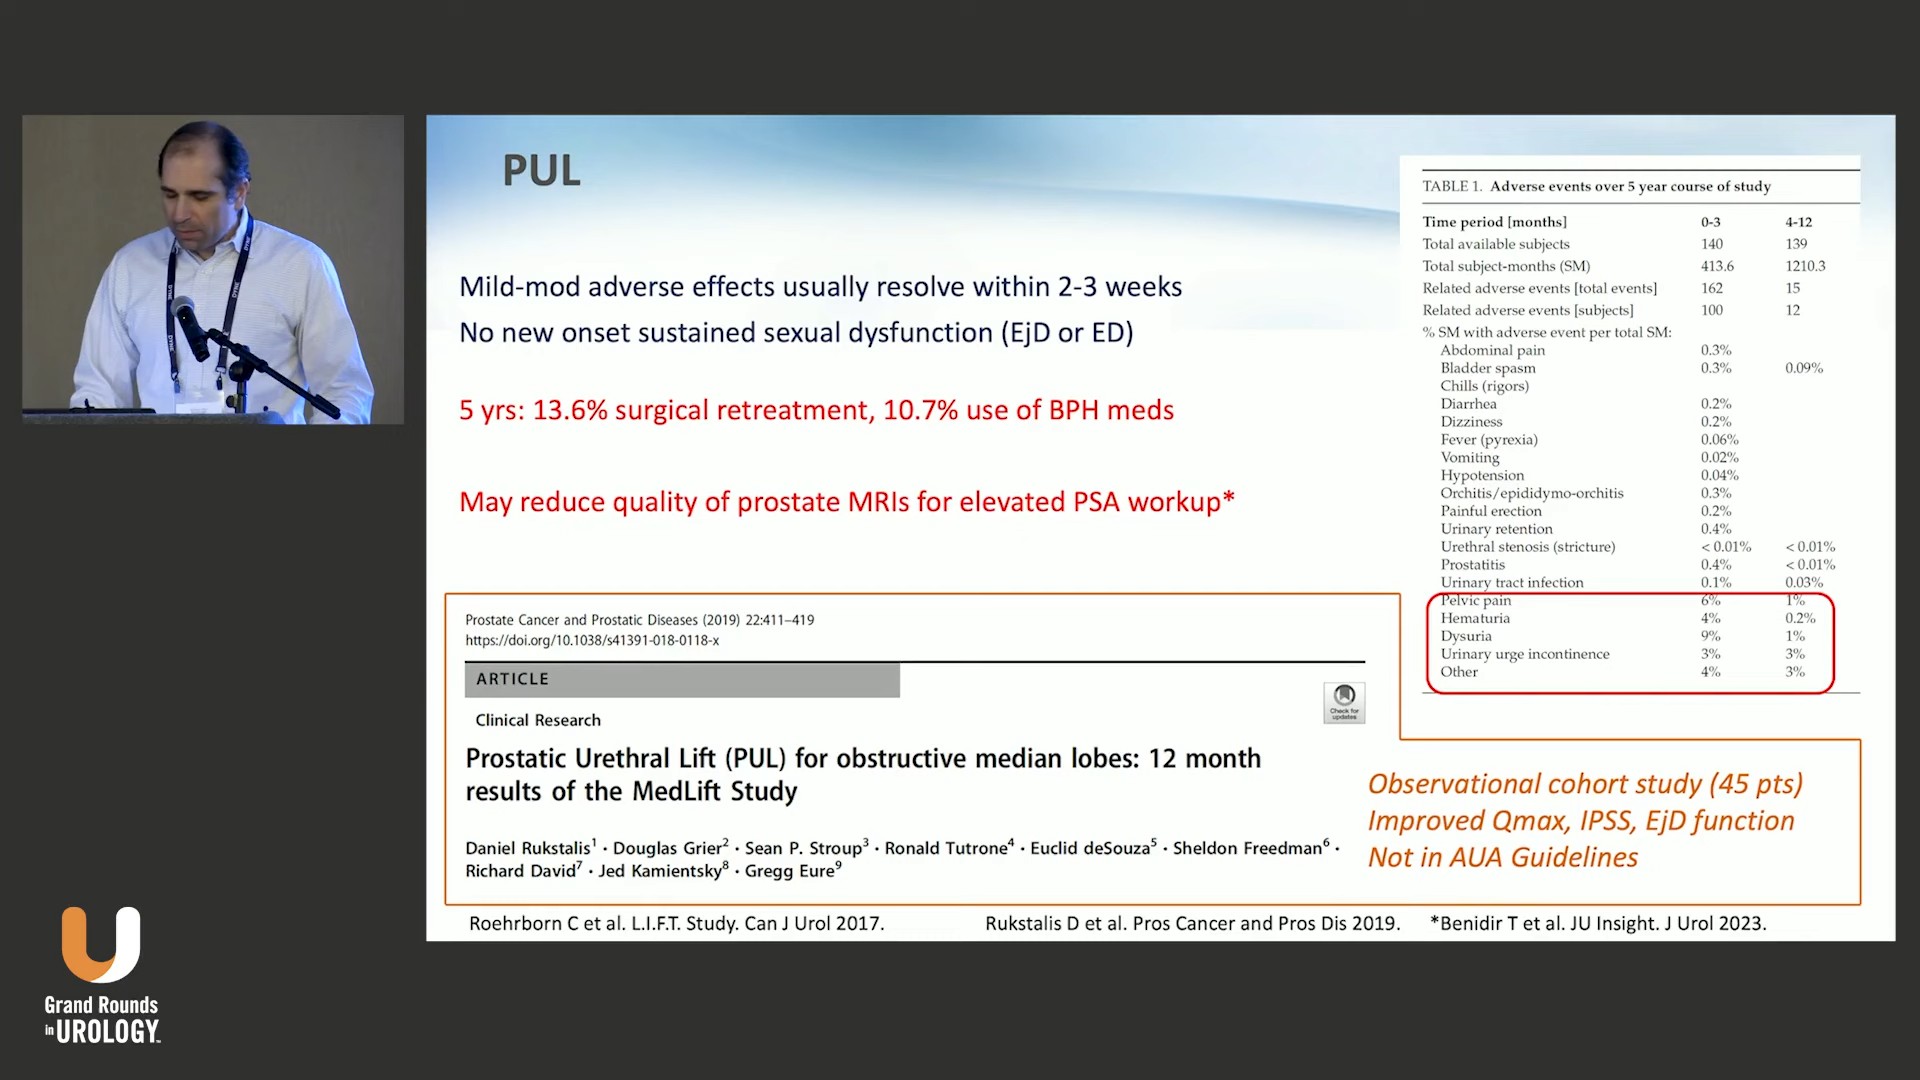 PUL
Mild-mod adverse effects usually resolve within 2-3 weeks
No new onset sustained sexual dysfunction (EjD or ED)
5 yrs: 13.6% surgical retreatment, 10.7% use of BPH meds
May reduce quality of prostate MRIs for elevated PSA workup*
TABLE 1. Adverse events over 5 year course of study
Time period [months] 0-3 4-12
Total available subjects 140 139
Total subject-months (SM) 413.6 1210.3
Related adverse events [total events] 162 15
Related adverse events [subjects] 100 12
% SM with adverse event per total SM:
Abdominal pain 0.3%
Bladder spasm 0.3% 0.09%
Chills (rigors)
Diarrhea 0.2%
Dizziness 0.2%
Fever (pyrexia) 0.06%
Vomiting 0.02%
Hypotension 0.04%
Orchitis/epididymo-orchitis 0.3%
Painful erection 0.2%
Urinary retention 0.4%
Urethral stenosis (stricture) < 0.01% < 0.01%
Prostatitis 0.4% < 0.01%
Urinary tract infection 0.1% 0.03%
Pelvic pain 6% 1%
Hematuria 4% 0.2%
Dysuria 9% 1%
Urinary urge incontinence 3% 3%
Other 4% 3%
Prostate Cancer and Prostatic Diseases (2019) 22:411–419
https://doi.org/10.1038/s41391-018-0118-x
ARTICLE
Clinical Research
Check for
updates
Prostatic Urethral Lift (PUL) for obstructive median lobes: 12 month
results of the MedLift Study
Daniel Rukstalis1 · Douglas Grier2 · Sean P. Stroup3 · Ronald Tutrone4 · Euclid deSouza5 · Sheldon Freedman6 ·
Richard David7 · Jed Kamientsky8 · Gregg Eure9
Observational cohort study (45 pts)
Improved Qmax, IPSS, EjD function
Not in AUA Guidelines
Roehrborn C et al. L.I.F.T. Study. Can J Urol 2017. Rukstalis D et al. Pros Cancer and Pros Dis 2019. *Benidir T et al. JU Insight. J Urol 2023.
DYNE
DYNE
DYNE
DYNE
Grand Rounds
in UROLOGY™